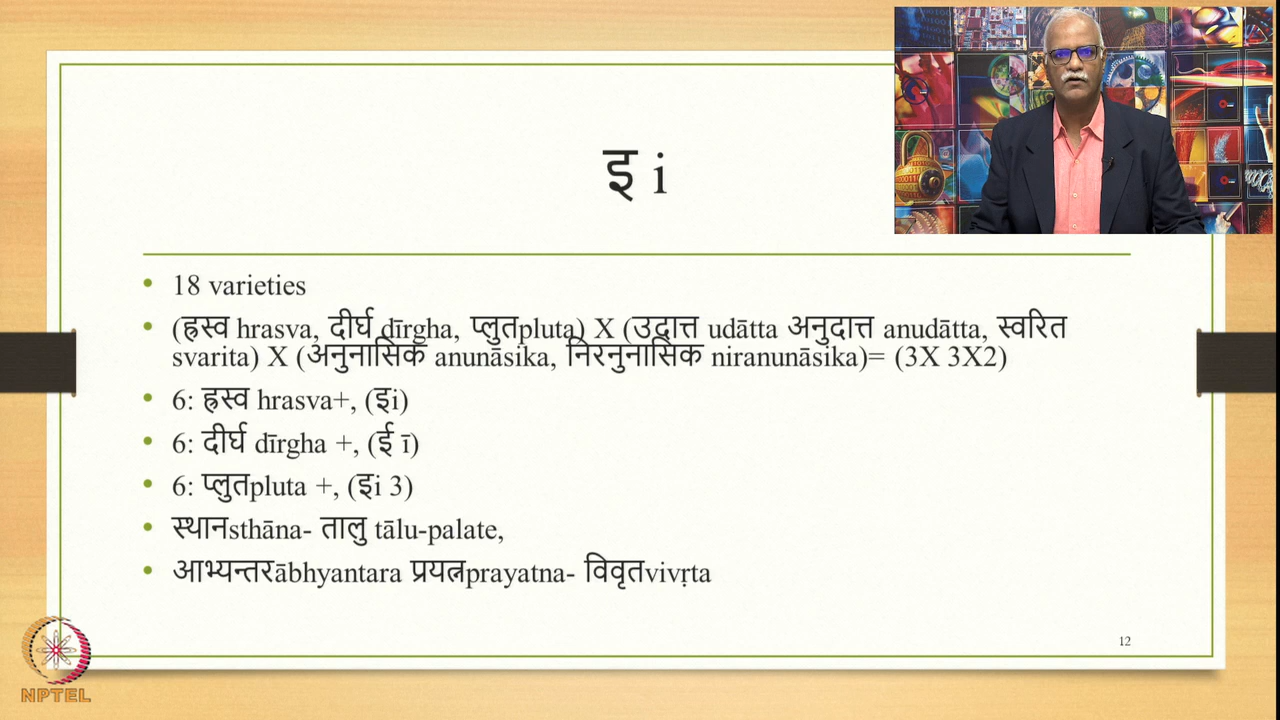 इ i
• 18 varieties
• (ह्रस्व hrasva, दीर्घ dīrgha, प्लुतpluta) X (उदात्त udātta अनुदात्त anudātta, स्वरित
svarita) X (अनुनासिक anunāsika, निरनुनासिक niranunāsika)= (3X 3X2)
• 6: ह्रस्व hrasva+, (इi)
• 6: दीर्घ dīrgha +, (ई ī)
• 6: प्लुतpluta +, (इi 3)
• स्थानsthāna- तालु tālu-palate,
• आभ्यन्तरābhyantara प्रयत्नprayatna- विवृतvivṛta
12
NPTEL